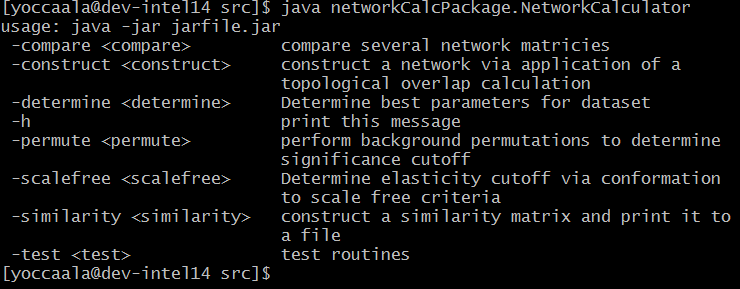 [yoccaala@dev-intel14 src]$ java networkCalcPackage.NetworkCalculator
usage: java -jar jarfile.jar
 -compare <compare>         compare several network matricies
 -construct <construct>     construct a network via application of a
                            topological overlap calculation
 -determine <determine>     Determine best parameters for dataset
 -h                         print this message
 -permute <permute>         perform background permutations to determine
                            significance cutoff
 -scalefree <scalefree>     Determine elasticity cutoff via conformation
                            to scale free criteria
 -similarity <similarity>   construct a similarity matrix and print it to
                            a file
 -test <test>               test routines
[yoccaala@dev-intel14 src]$